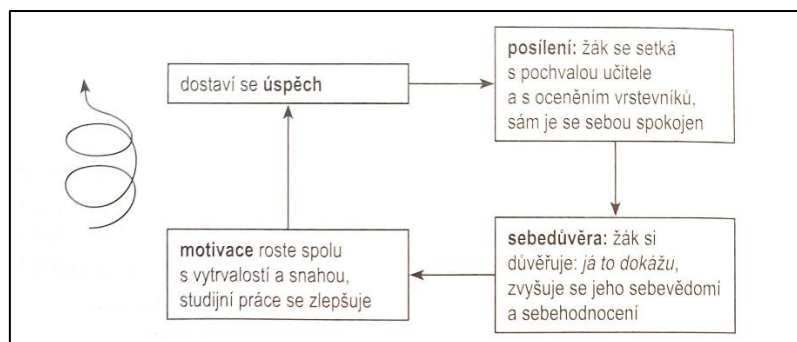 dostaví se úspěch
posílení: žák se setká
s pochvalou učitele
a s oceněním vrstevníků,
sám je se sebou spokojen
sebedůvěra: žák si
důvěřuje: já to dokážu,
zvyšuje se jeho sebevědomí
a sebehodnocení
motivace roste spolu
s vytrvalostí a snahou,
studijní práce se zlepšuje